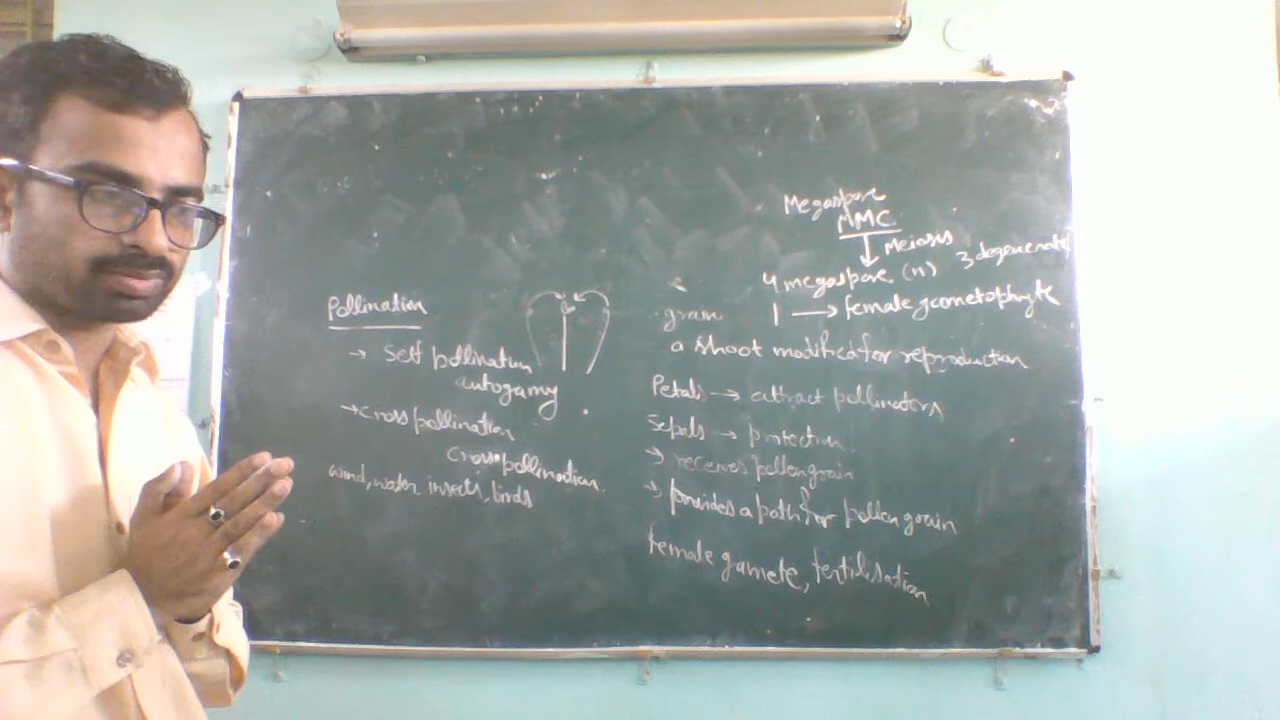 Pollination
→ Self pollination
autogamy
→ cross pollination
cross pollination
wind, water, insects, birds
Megaspore
MMC
↓ Meiosis
4 megaspore (n) 3 degenerate
1 → female gametophyte
grain
a shoot modified for reproduction
Petals → attract pollinators
Sepals → protection
→ receives pollen grain
→ provides a path for pollen grain
female gamete, fertilisation